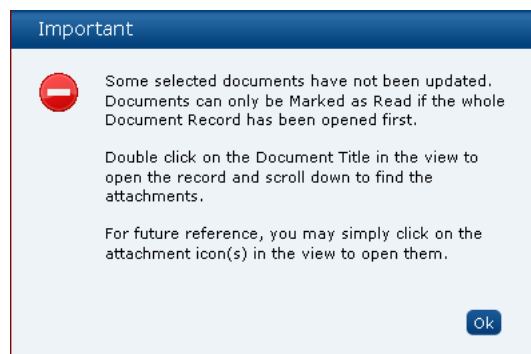 Important
Some selected documents have not been updated.
Documents can only be Marked as Read if the whole
Document Record has been opened first.
Double click on the Document Title in the view to
open the record and scroll down to find the
attachments.
For future reference, you may simply click on the
attachment icon(s) in the view to open them.
Ok